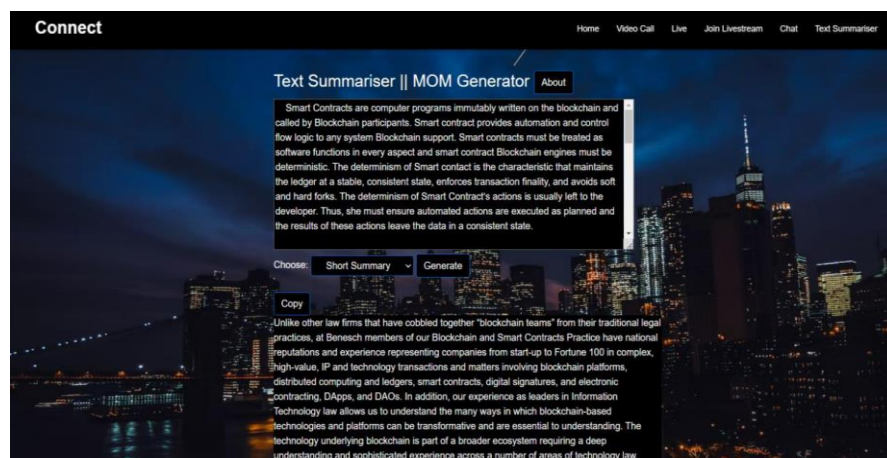 Connect
Home Video Call Live Join Livestream Chat Text Summariser
Text Summariser || MOM Generator About
Smart Contracts are computer programs immutably written on the blockchain and
called by Blockchain participants. Smart contract provides automation and control
flow logic to any system Blockchain support. Smart contracts must be treated as
software functions in every aspect and smart contract Blockchain engines must be
deterministic. The determinism of Smart contact is the characteristic that maintains
the ledger at a stable, consistent state, enforces transaction finality, and avoids soft
and hard forks. The determinism of Smart Contract's actions is usually left to the
developer. Thus, she must ensure automated actions are executed as planned and
the results of these actions leave the data in a consistent state.
Choose: Short Summary Generate
Copy
Unlike other law firms that have cobbled together "blockchain teams" from their traditional legal
practices, at Benesch members of our Blockchain and Smart Contracts Practice have national
reputations and experience representing companies from start-up to Fortune 100 in complex,
high-value, IP and technology transactions and matters involving blockchain platforms,
distributed computing and ledgers, smart contracts, digital signatures, and electronic
contracting, DApps, and DAOs. In addition, our experience as leaders in Information
Technology law allows us to understand the many ways in which blockchain-based
technologies and platforms can be transformative and are essential to understanding. The
technology underlying blockchain is part of a broader ecosystem requiring a deep
understanding and sophisticated experience across a number of areas of technology law